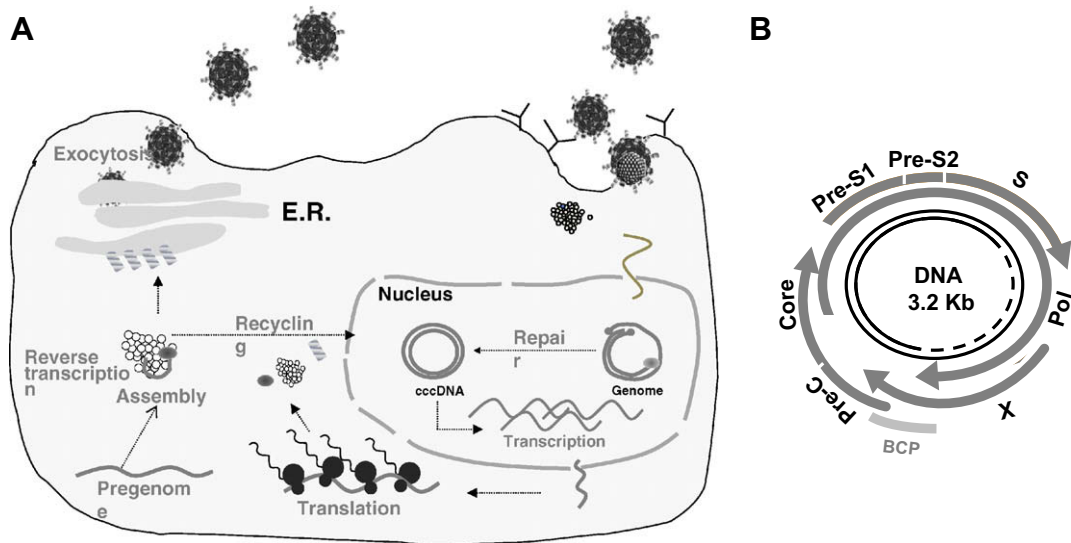 A
Exocytosis
E.R.
Nucleus
Recyclin
g
Repai
r
Reverse
transcriptio
n
Assembly
cccDNA
Genome
Transcription
Pregenom
e
Translation
B
Pre-S1
Pre-S2
S
DNA
3.2 Kb
Core
Pol
Pre-C
X
BCP